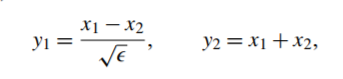 y₁ = (x₁ − x₂)/√ϵ, y₂ = x₁ + x₂,